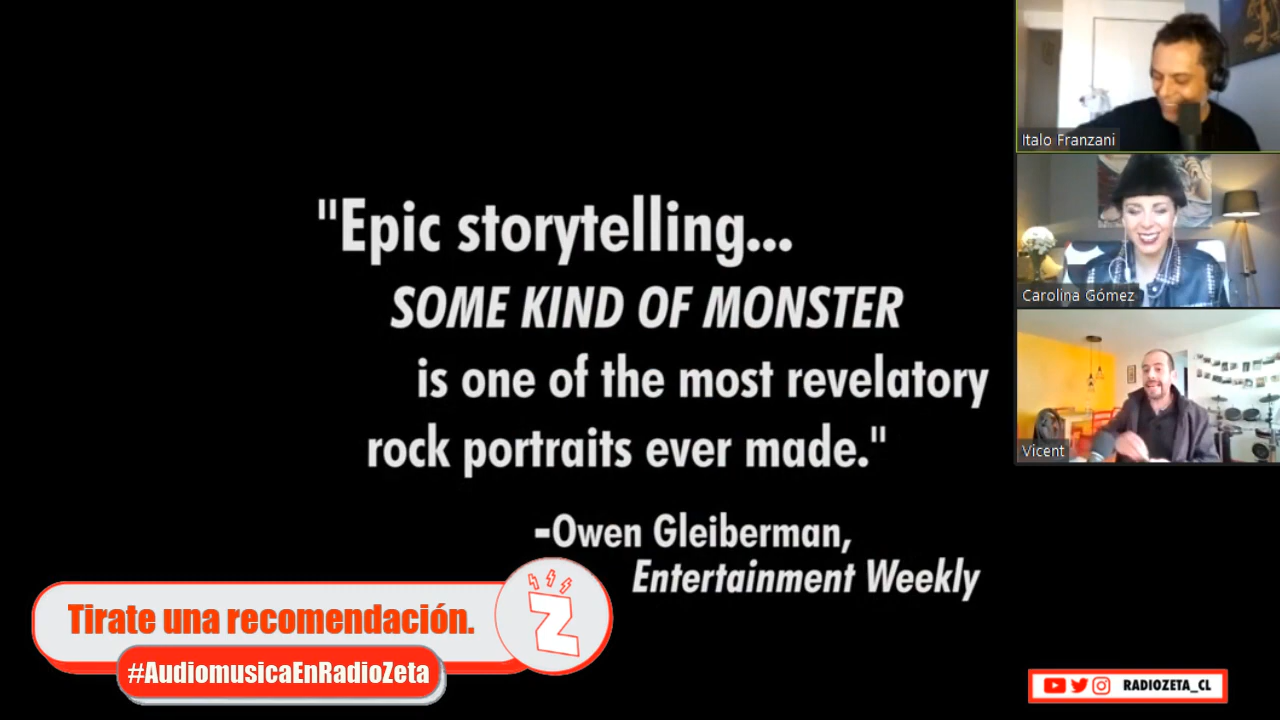 "Epic storytelling...
SOME KIND OF MONSTER
is one of the most revelatory
rock portraits ever made."
-Owen Gleiberman,
Entertainment Weekly
Italo Franzani
Carolina Gómez
Vicent
Tirate una recomendación.
Z
#AudiomusicaEnRadioZeta
RADIOZETA_CL